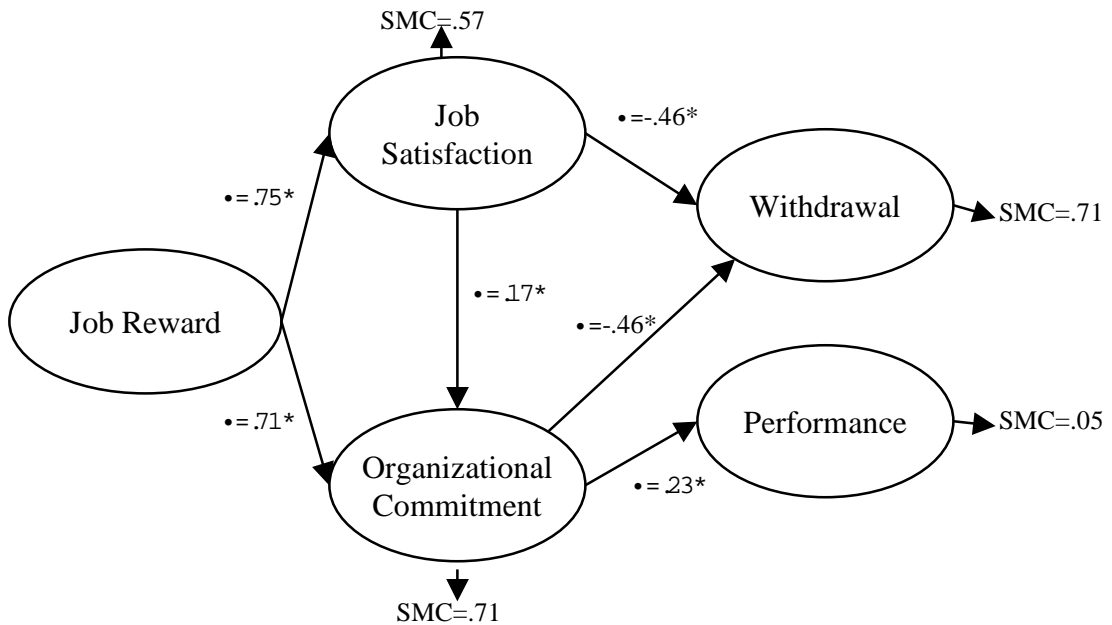 SMC=.57
Job
Satisfaction
•=-.46*
Withdrawal
SMC=.71
•=.75*
•=.17*
Job Reward
•=-.46*
•=.71*
Performance
SMC=.05
Organizational
Commitment
•=.23*
SMC=.71